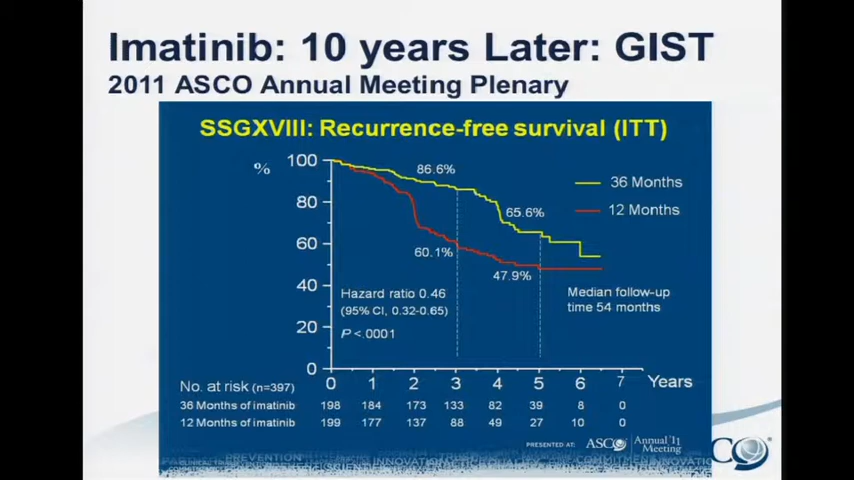 Imatinib: 10 years Later: GIST
2011 ASCO Annual Meeting Plenary
SSGXVIII: Recurrence-free survival (ITT)
%
100
80
60
40
20
0
86.6%
65.6%
60.1%
47.9%
36 Months
12 Months
Hazard ratio 0.46
(95% CI, 0.32-0.65)
P <.0001
Median follow-up
time 54 months
0 1 2 3 4 5 6 7 Years
No. at risk (n=397)
36 Months of imatinib 198 184 173 133 82 39 8 0
12 Months of imatinib 199 177 137 88 49 27 10 0
PRESENTED AT: ASCO Annual '11
Meeting
PREVENTION